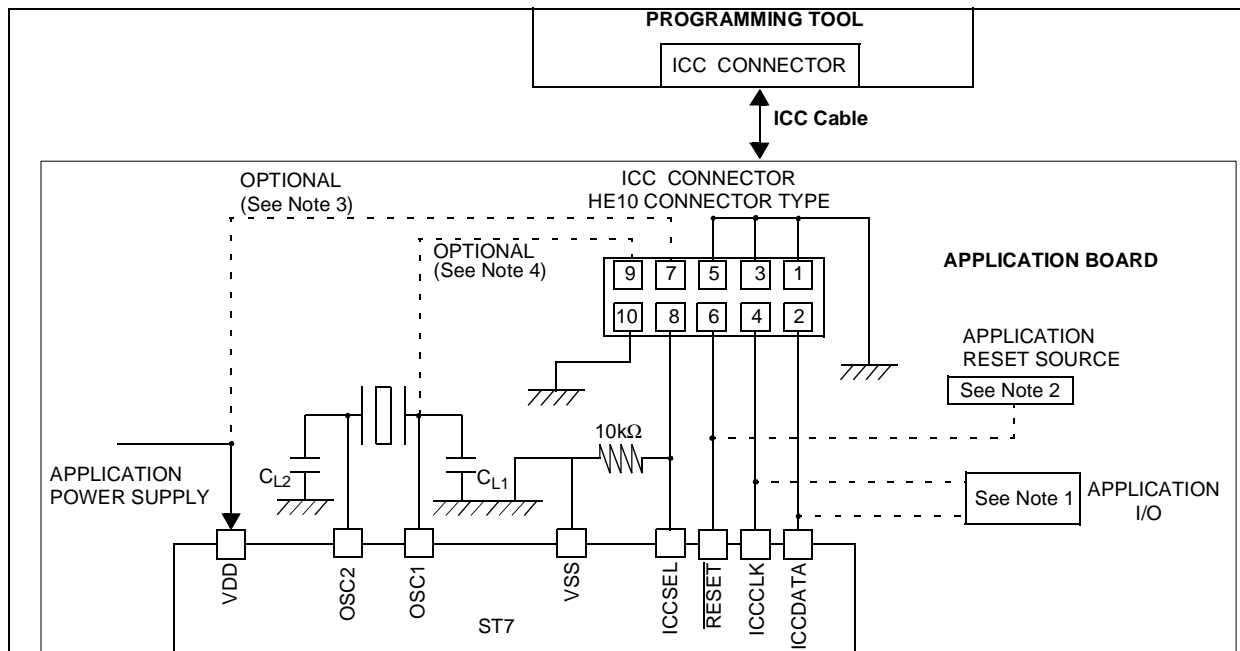 PROGRAMMING TOOL
ICC CONNECTOR
ICC Cable
OPTIONAL
(See Note 3)
ICC CONNECTOR
HE10 CONNECTOR TYPE
OPTIONAL
(See Note 4)
9 7 5 3 1
10 8 6 4 2
APPLICATION BOARD
APPLICATION
RESET SOURCE
See Note 2
10kΩ
CL2
CL1
APPLICATION
POWER SUPPLY
See Note 1
APPLICATION
I/O
VDD
OSC2
OSC1
VSS
ICCSEL
RESET
ICCCLK
ICCDATA
ST7